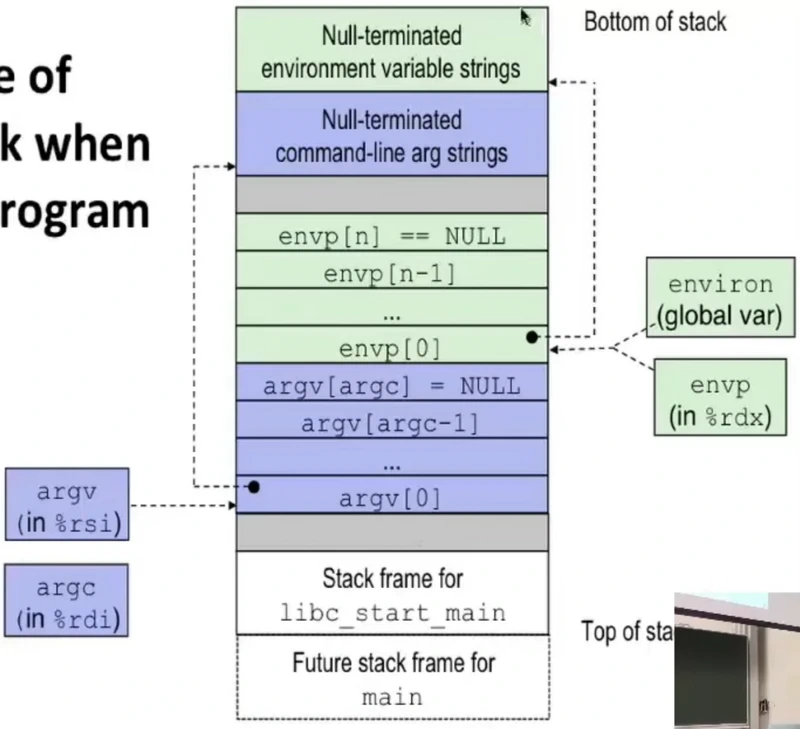 e of
k when
rogram
Bottom of stack
Null-terminated
environment variable strings
Null-terminated
command-line arg strings
envp[n] == NULL
envp[n-1]
...
envp[0]
argv[argc] = NULL
argv[argc-1]
...
argv[0]
environ
(global var)
envp
(in %rdx)
argv
(in %rsi)
argc
(in %rdi)
Stack frame for
libc_start_main
Top of sta
Future stack frame for
main